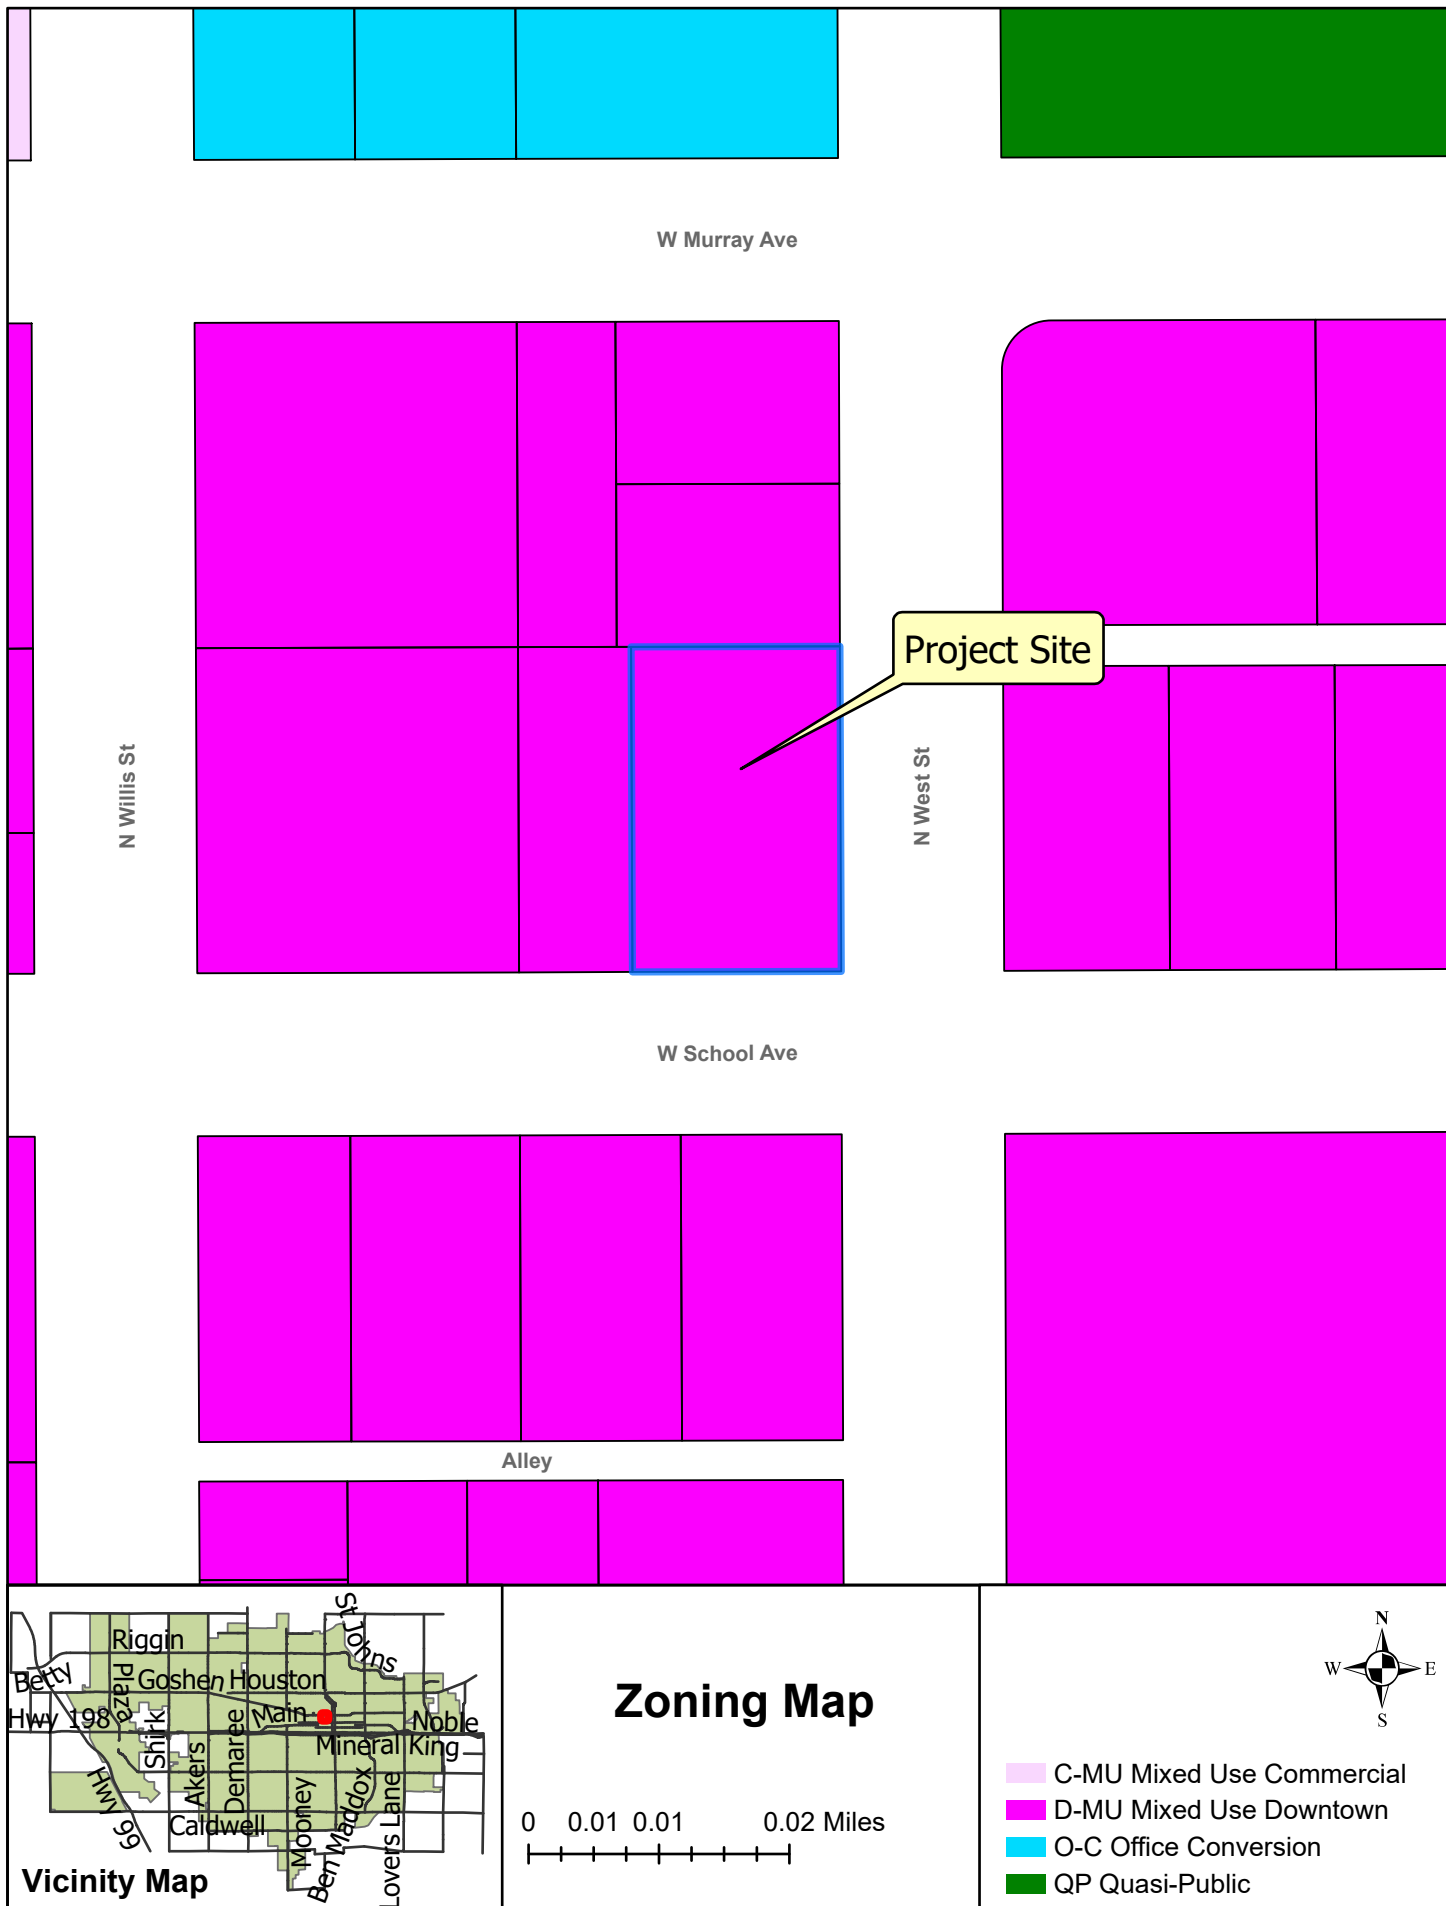 W Murray Ave
Project Site
N Willis St
N West St
W School Ave
Alley
St Johns
Riggin
Betty
Plaza
Goshen
Houston
Hwy 198
Shirk
Main
Noble
Akers
Demaree
Mineral King
Hwy 99
Mooney
Ben Maddox
Lovers Lane
Caldwell
Vicinity Map
Zoning Map
0 0.01 0.01 0.02 Miles
N
W E
S
C-MU Mixed Use Commercial
D-MU Mixed Use Downtown
O-C Office Conversion
QP Quasi-Public